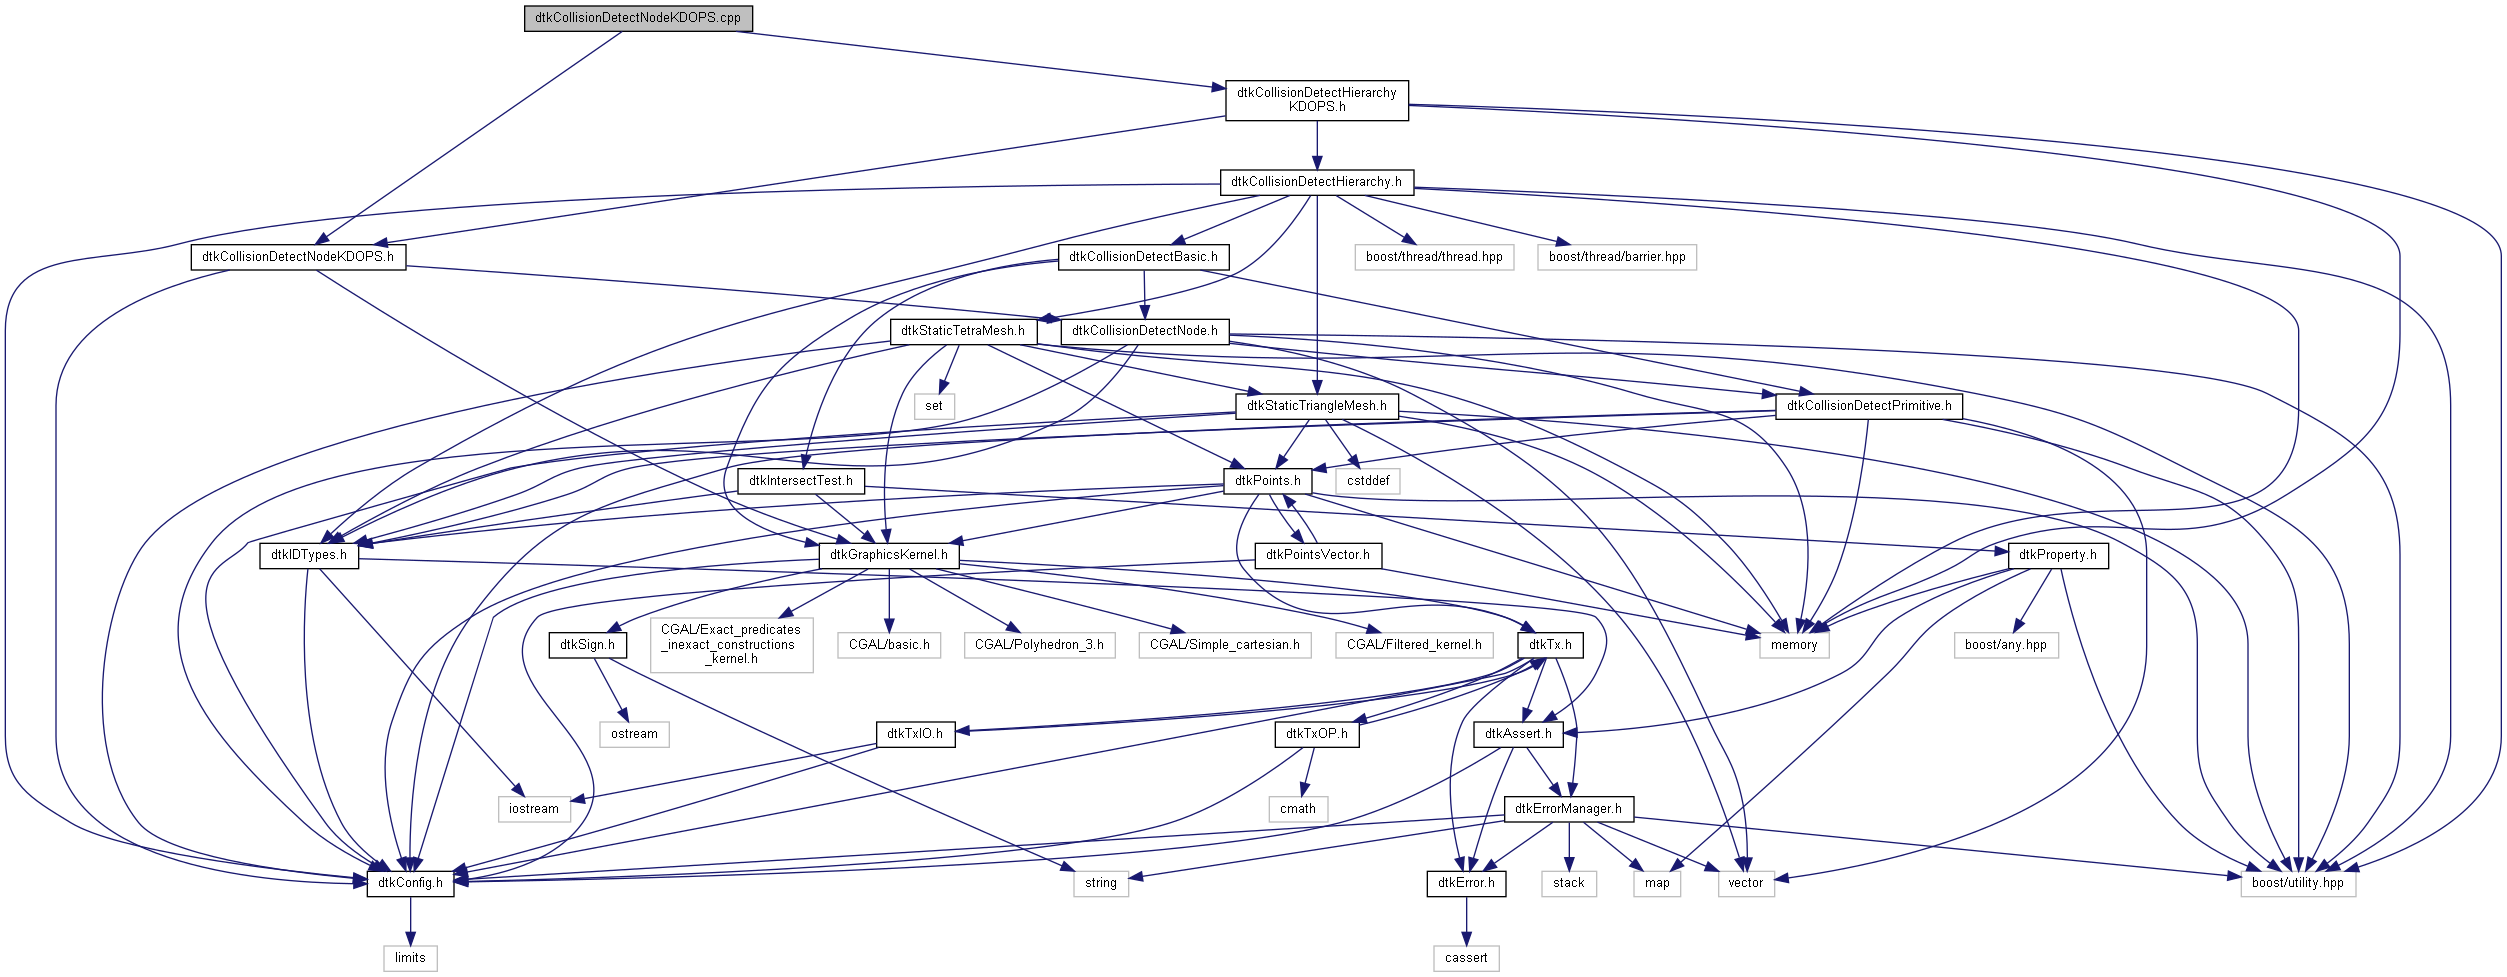 dtkCollisionDetectNodeKDOPS.cpp
dtkCollisionDetectHierarchy
KDOPS.h
dtkCollisionDetectHierarchy.h
dtkCollisionDetectNodeKDOPS.h
dtkCollisionDetectBasic.h
boost/thread/thread.hpp
boost/thread/barrier.hpp
dtkStaticTetraMesh.h
dtkCollisionDetectNode.h
set
dtkStaticTriangleMesh.h
dtkCollisionDetectPrimitive.h
dtkIntersectTest.h
dtkPoints.h
cstddef
dtkIDTypes.h
dtkGraphicsKernel.h
dtkPointsVector.h
dtkProperty.h
dtkSign.h
CGAL/Exact_predicates
_inexact_constructions
_kernel.h
CGAL/basic.h
CGAL/Polyhedron_3.h
CGAL/Simple_cartesian.h
CGAL/Filtered_kernel.h
dtkTx.h
memory
boost/any.hpp
ostream
dtkTxIO.h
dtkTxOP.h
dtkAssert.h
iostream
cmath
dtkErrorManager.h
dtkConfig.h
string
dtkError.h
stack
map
vector
boost/utility.hpp
limits
cassert